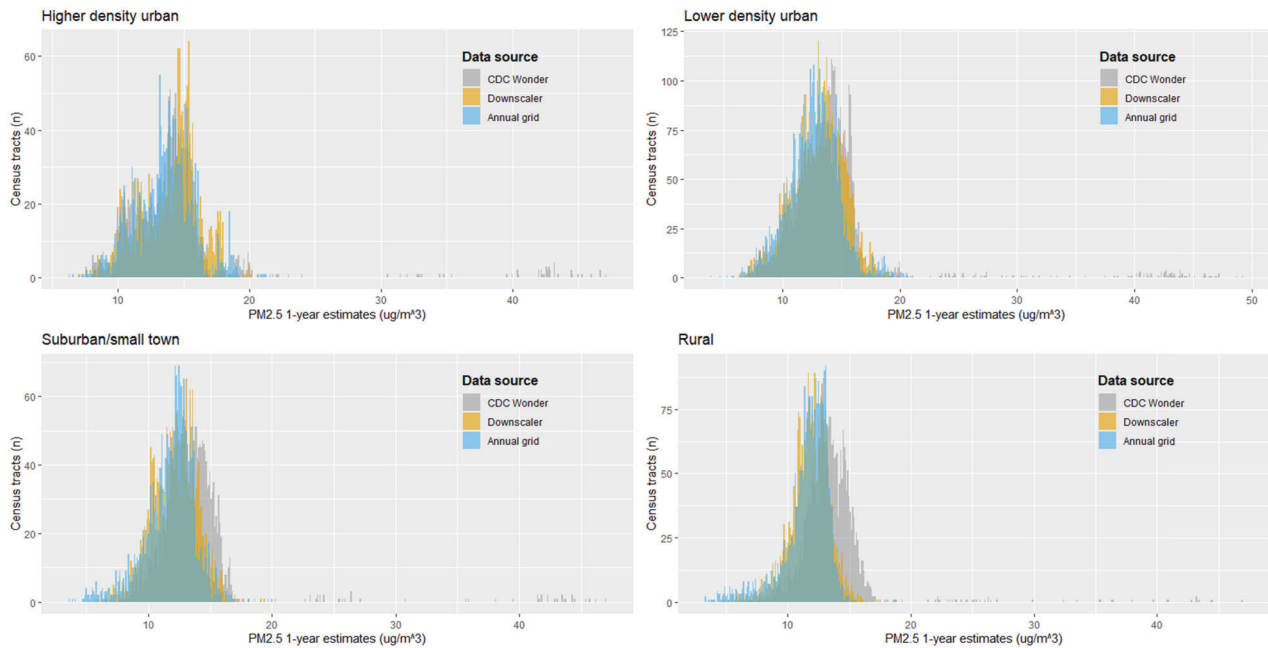 Higher density urban
Census tracts (n)
60
40
20
0
Data source
CDC Wonder
Downscaler
Annual grid
10 20 30 40
PM2.5 1-year estimates (ug/m^3)
Lower density urban
Census tracts (n)
125
100
75
50
25
0
Data source
CDC Wonder
Downscaler
Annual grid
10 20 30 40 50
PM2.5 1-year estimates (ug/m^3)
Suburban/small town
Census tracts (n)
60
40
20
0
Data source
CDC Wonder
Downscaler
Annual grid
10 20 30 40
PM2.5 1-year estimates (ug/m^3)
Rural
Census tracts (n)
75
50
25
0
Data source
CDC Wonder
Downscaler
Annual grid
10 20 30 40
PM2.5 1-year estimates (ug/m^3)